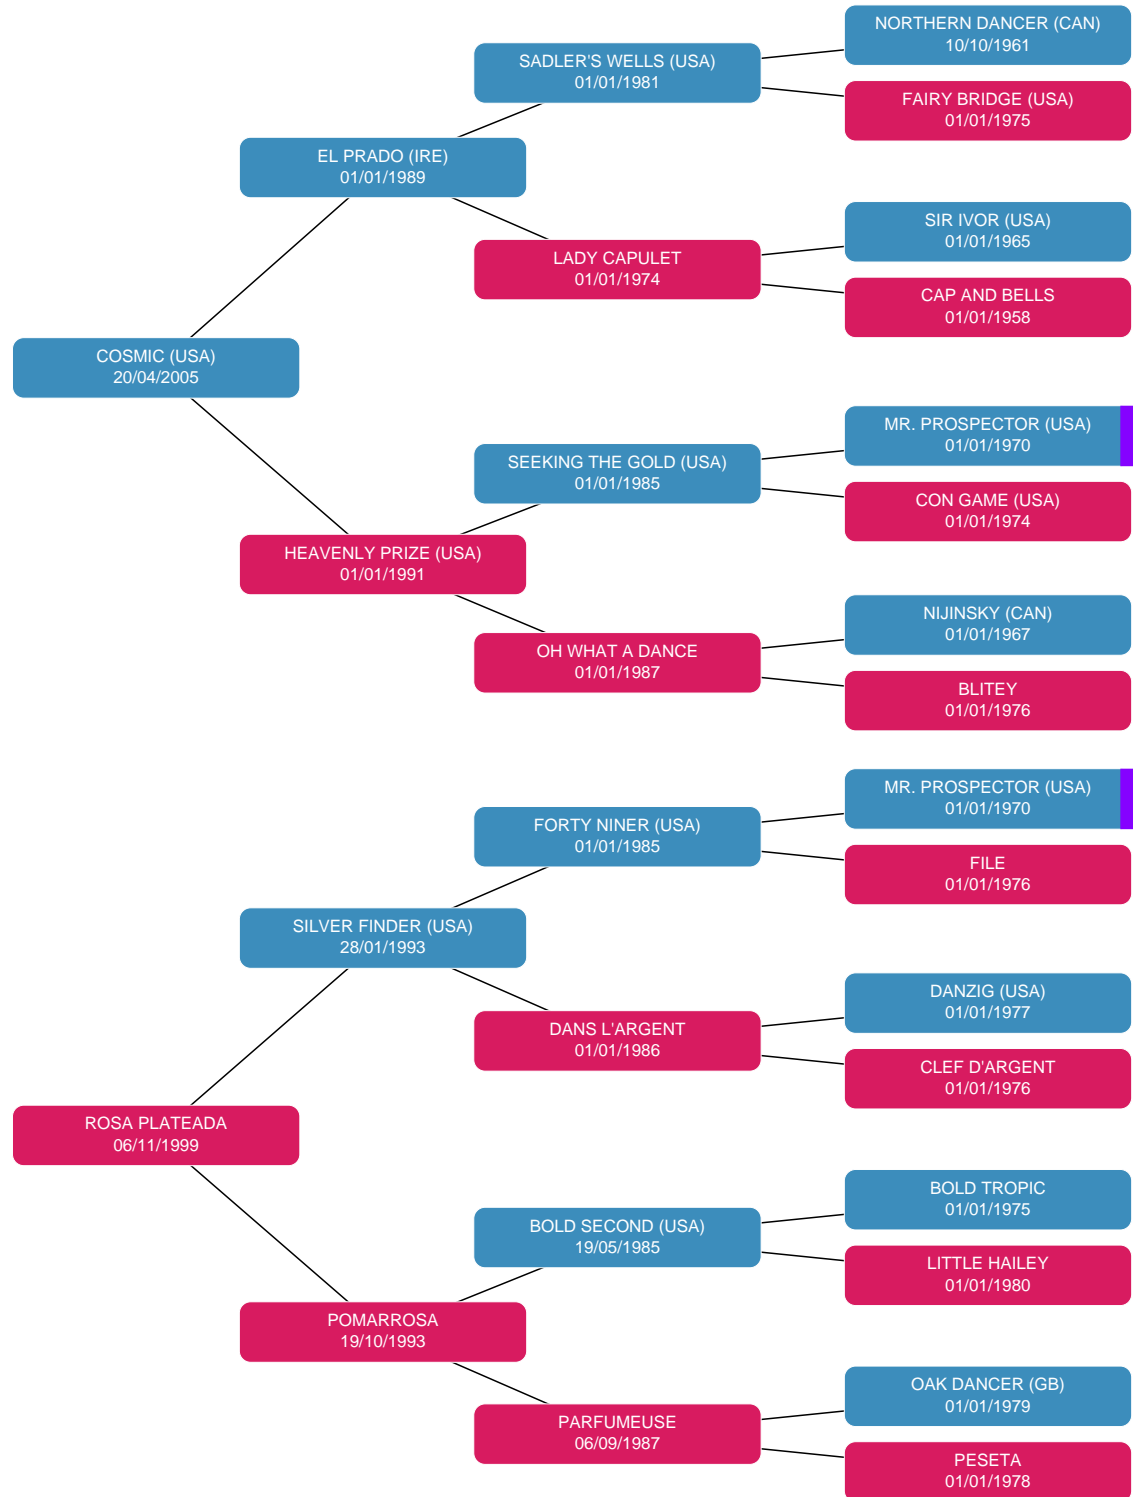 NORTHERN DANCER (CAN)
10/10/1961
SADLER'S WELLS (USA)
01/01/1981
FAIRY BRIDGE (USA)
01/01/1975
EL PRADO (IRE)
01/01/1989
SIR IVOR (USA)
01/01/1965
LADY CAPULET
01/01/1974
CAP AND BELLS
01/01/1958
COSMIC (USA)
20/04/2005
MR. PROSPECTOR (USA)
01/01/1970
SEEKING THE GOLD (USA)
01/01/1985
CON GAME (USA)
01/01/1974
HEAVENLY PRIZE (USA)
01/01/1991
NIJINSKY (CAN)
01/01/1967
OH WHAT A DANCE
01/01/1987
BLITEY
01/01/1976
MR. PROSPECTOR (USA)
01/01/1970
FORTY NINER (USA)
01/01/1985
FILE
01/01/1976
SILVER FINDER (USA)
28/01/1993
DANZIG (USA)
01/01/1977
DANS L'ARGENT
01/01/1986
CLEF D'ARGENT
01/01/1976
ROSA PLATEADA
06/11/1999
BOLD TROPIC
01/01/1975
BOLD SECOND (USA)
19/05/1985
LITTLE HAILEY
01/01/1980
POMARROSA
19/10/1993
OAK DANCER (GB)
01/01/1979
PARFUMEUSE
06/09/1987
PESETA
01/01/1978